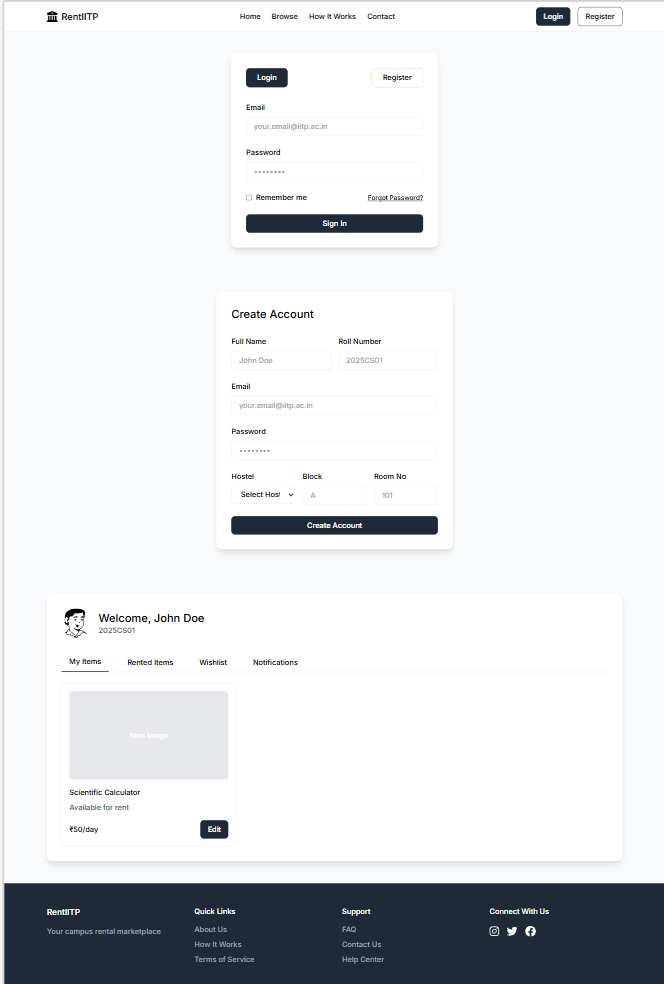 RentIITP
Home Browse How It Works Contact
Login Register
Login Register
Email
your.email@iitp.ac.in
Password
••••••••
Remember me Forgot Password?
Sign In
Create Account
Full Name Roll Number
John Doe 2025CS01
Email
your.email@iitp.ac.in
Password
••••••••
Hostel Block Room No
Select Host A 101
Create Account
Welcome, John Doe
2025CS01
My Items Rented Items Wishlist Notifications
Item Image
Scientific Calculator
Available for rent
₹50/day Edit
RentIITP Quick Links Support Connect With Us
Your campus rental marketplace About Us FAQ
How It Works Contact Us
Terms of Service Help Center